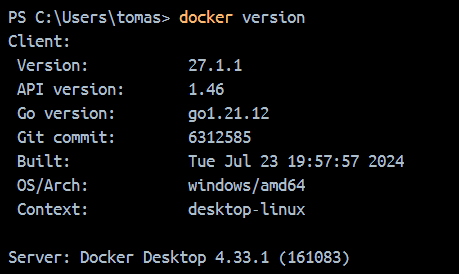 PS C:\Users\tomas> docker version
Client:
 Version:           27.1.1
 API version:       1.46
 Go version:        go1.21.12
 Git commit:        6312585
 Built:             Tue Jul 23 19:57:57 2024
 OS/Arch:           windows/amd64
 Context:           desktop-linux

Server: Docker Desktop 4.33.1 (161083)